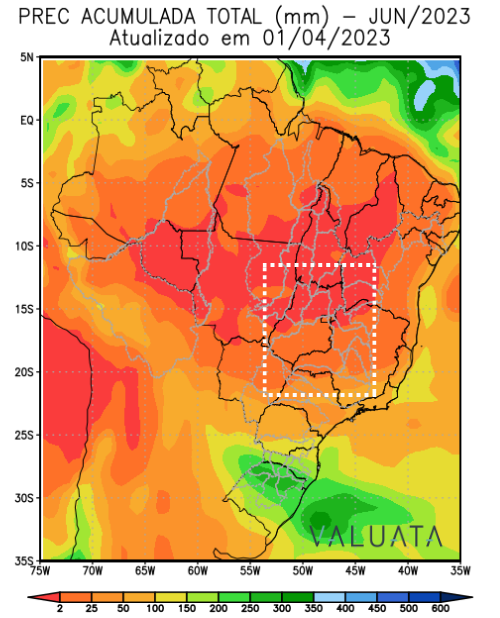 PREC ACUMULADA TOTAL (mm) – JUN/2023
Atualizado em 01/04/2023
5N
EQ
5S
10S
15S
20S
25S
30S
35S
VALUATA
75W 70W 65W 60W 55W 50W 45W 40W 35W
2 25 50 100 150 200 250 300 350 400 450 500 600